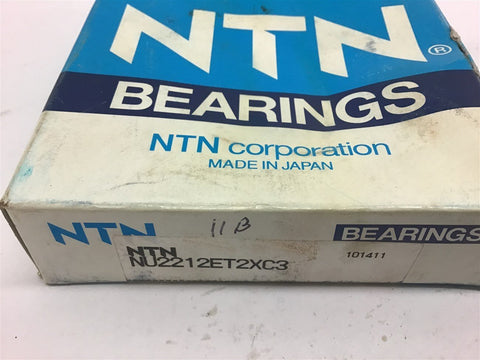 NTN®
BEARINGS
NTN corporation
MADE IN JAPAN
NTN 11B BEARINGS
NTN 101411
NU2212ET2XC3